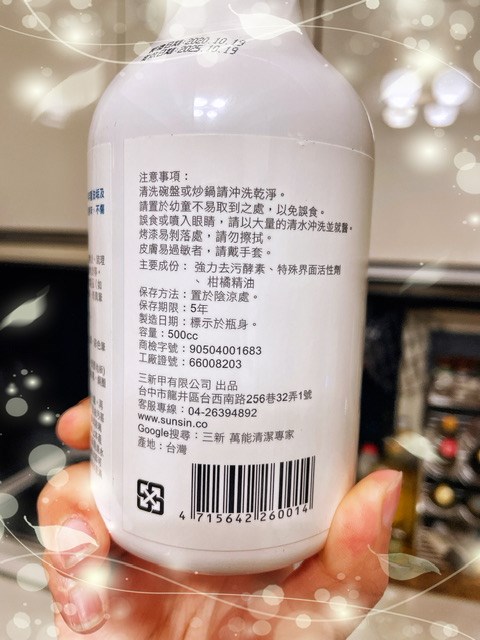 2020.10.19
2025.10.19
注意事項：
清洗碗盤或炒鍋請沖洗乾淨。
請置於幼童不易取到之處，以免誤食。
誤食或噴入眼睛，請以大量的清水沖洗並就醫。
烤漆易剝落處，請勿擦拭。
皮膚易過敏者，請戴手套。
主要成份： 強力去污酵素、特殊界面活性劑
、 柑橘精油
保存方法：置於陰涼處。
保存期限：5年
製造日期：標示於瓶身。
容量：500cc
商檢字號：90504001683
工廠證號：66008203
三新甲有限公司 出品
台中市龍井區台西南路256巷32弄1號
客服專線：04-26394892
www.sunsin.co
Google搜尋：三新 萬能清潔專家
產地：台灣
4 715642 260014